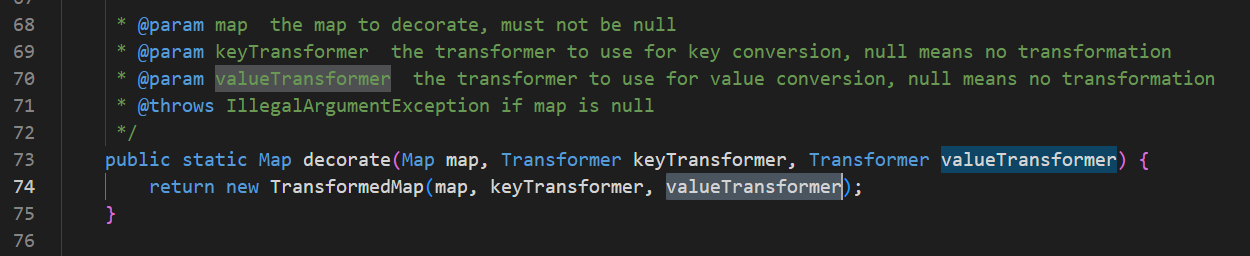 68 * @param map  the map to decorate, must not be null
69 * @param keyTransformer  the transformer to use for key conversion, null means no transformation
70 * @param valueTransformer  the transformer to use for value conversion, null means no transformation
71 * @throws IllegalArgumentException if map is null
72 */
73 public static Map decorate(Map map, Transformer keyTransformer, Transformer valueTransformer) {
74 return new TransformedMap(map, keyTransformer, valueTransformer);
75 }
76